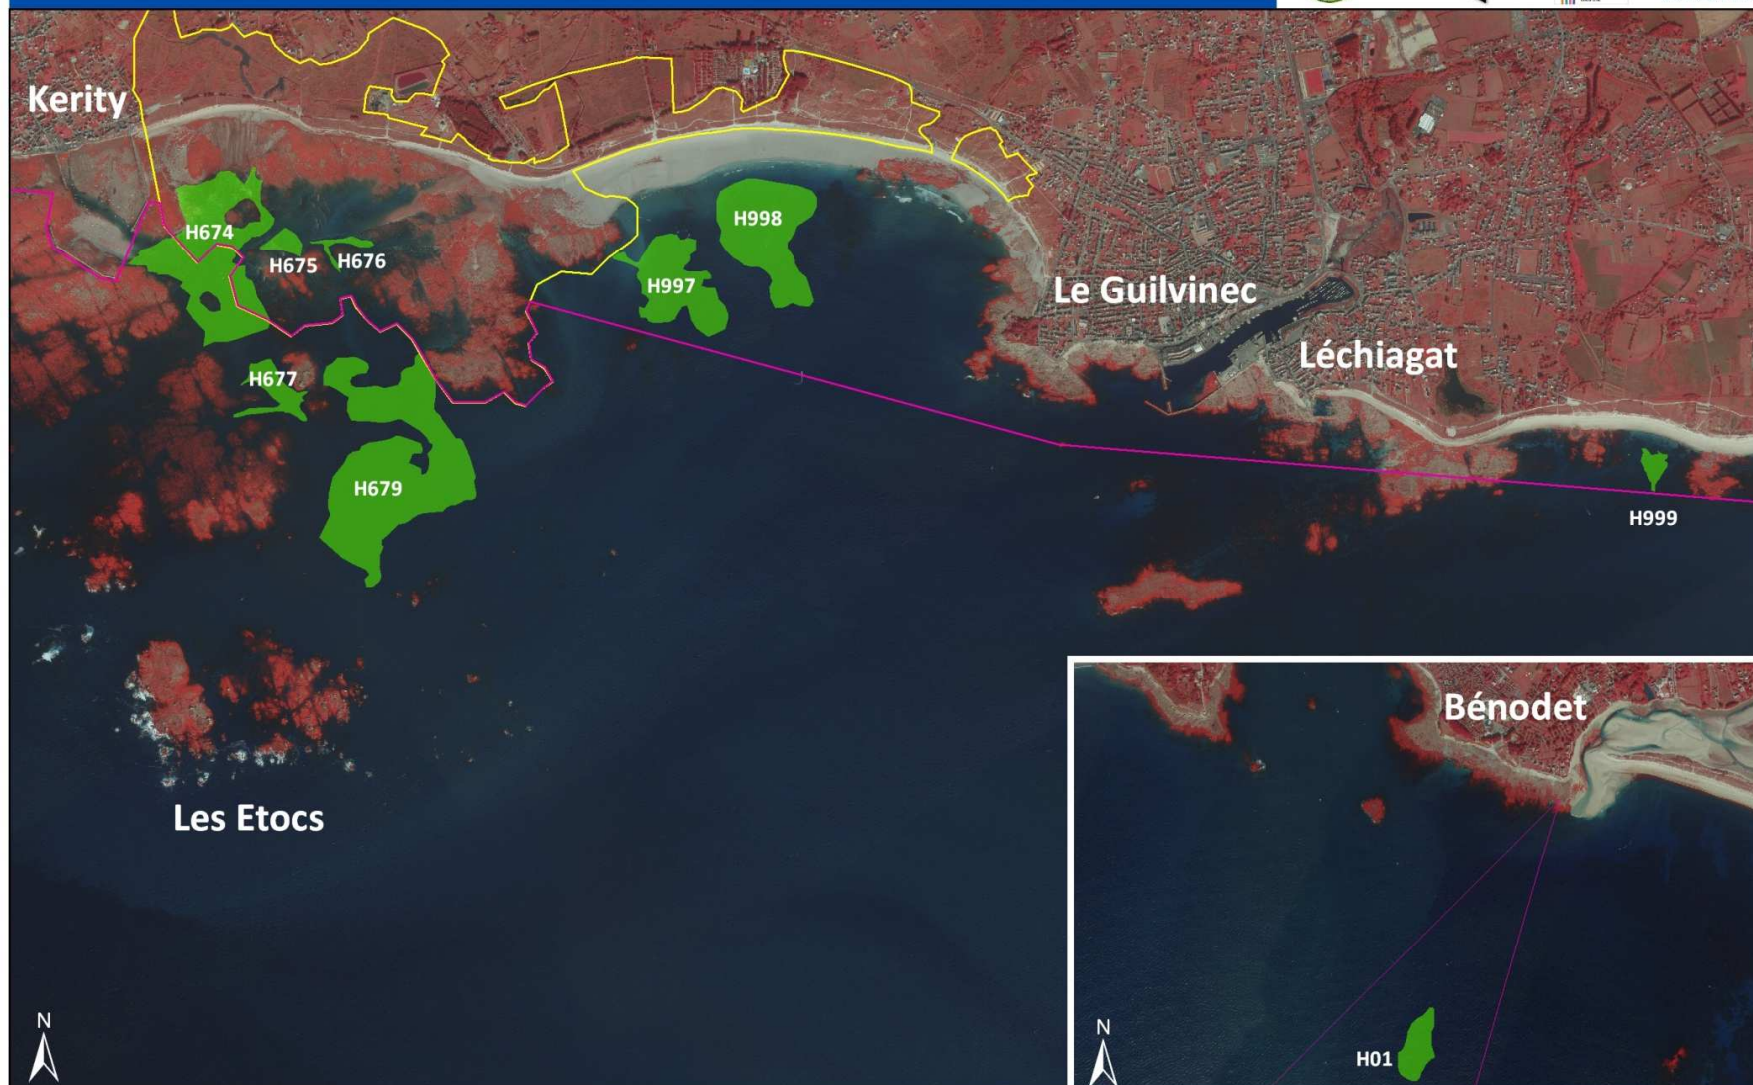 Kerity
H674
H675
H676
H998
H997
Le Guilvinec
Léchiagat
H677
H679
H999
Les Etocs
Bénodet
H01
N
N